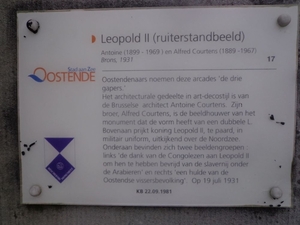 Leopold II (ruiterstandbeeld)
Antoine (1899 - 1969) en Alfred Courtens (1889 -1967)
Brons, 1931
17
OOSTENDE
Oostendenaars noemen deze arcades 'de drie
gapers.'
Het architecturale gedeelte in art-decostijl is van
de Brusselse architect Antoine Courtens. Zijn
broer, Alfred Courtens, is de beeldhouwer van het
monument dat de vorm heeft van een dubbele L.
Bovenaan prijkt koning Leopold II, te paard, in
militair uniform, uitkijkend over de Noordzee.
Onderaan bevinden zich twee beeldengroepen:
links 'de dank van de Congolezen aan Leopold II
om hen te hebben bevrijd van de slavernij onder
de Arabieren' en rechts 'een hulde van de
Oostendse vissersbevolking'. Op 19 juli 1931
KB 22.05.1981